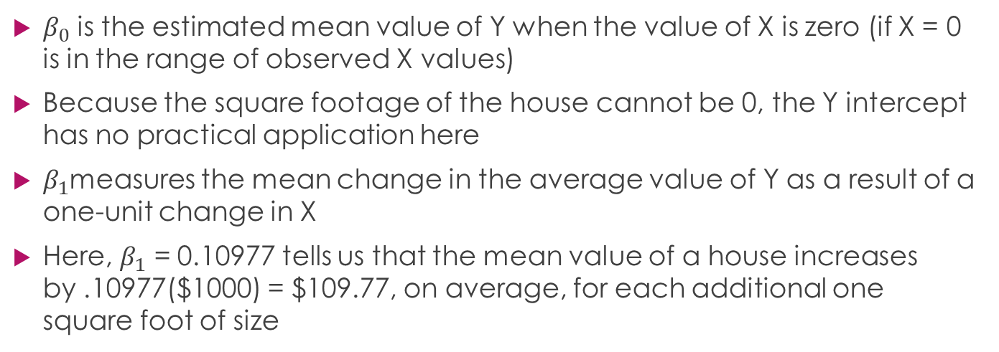 ▶ β₀ is the estimated mean value of Y when the value of X is zero (if X = 0
is in the range of observed X values)
▶ Because the square footage of the house cannot be 0, the Y intercept
has no practical application here
▶ β₁measures the mean change in the average value of Y as a result of a
one-unit change in X
▶ Here, β₁ = 0.10977 tells us that the mean value of a house increases
by .10977($1000) = $109.77, on average, for each additional one
square foot of size